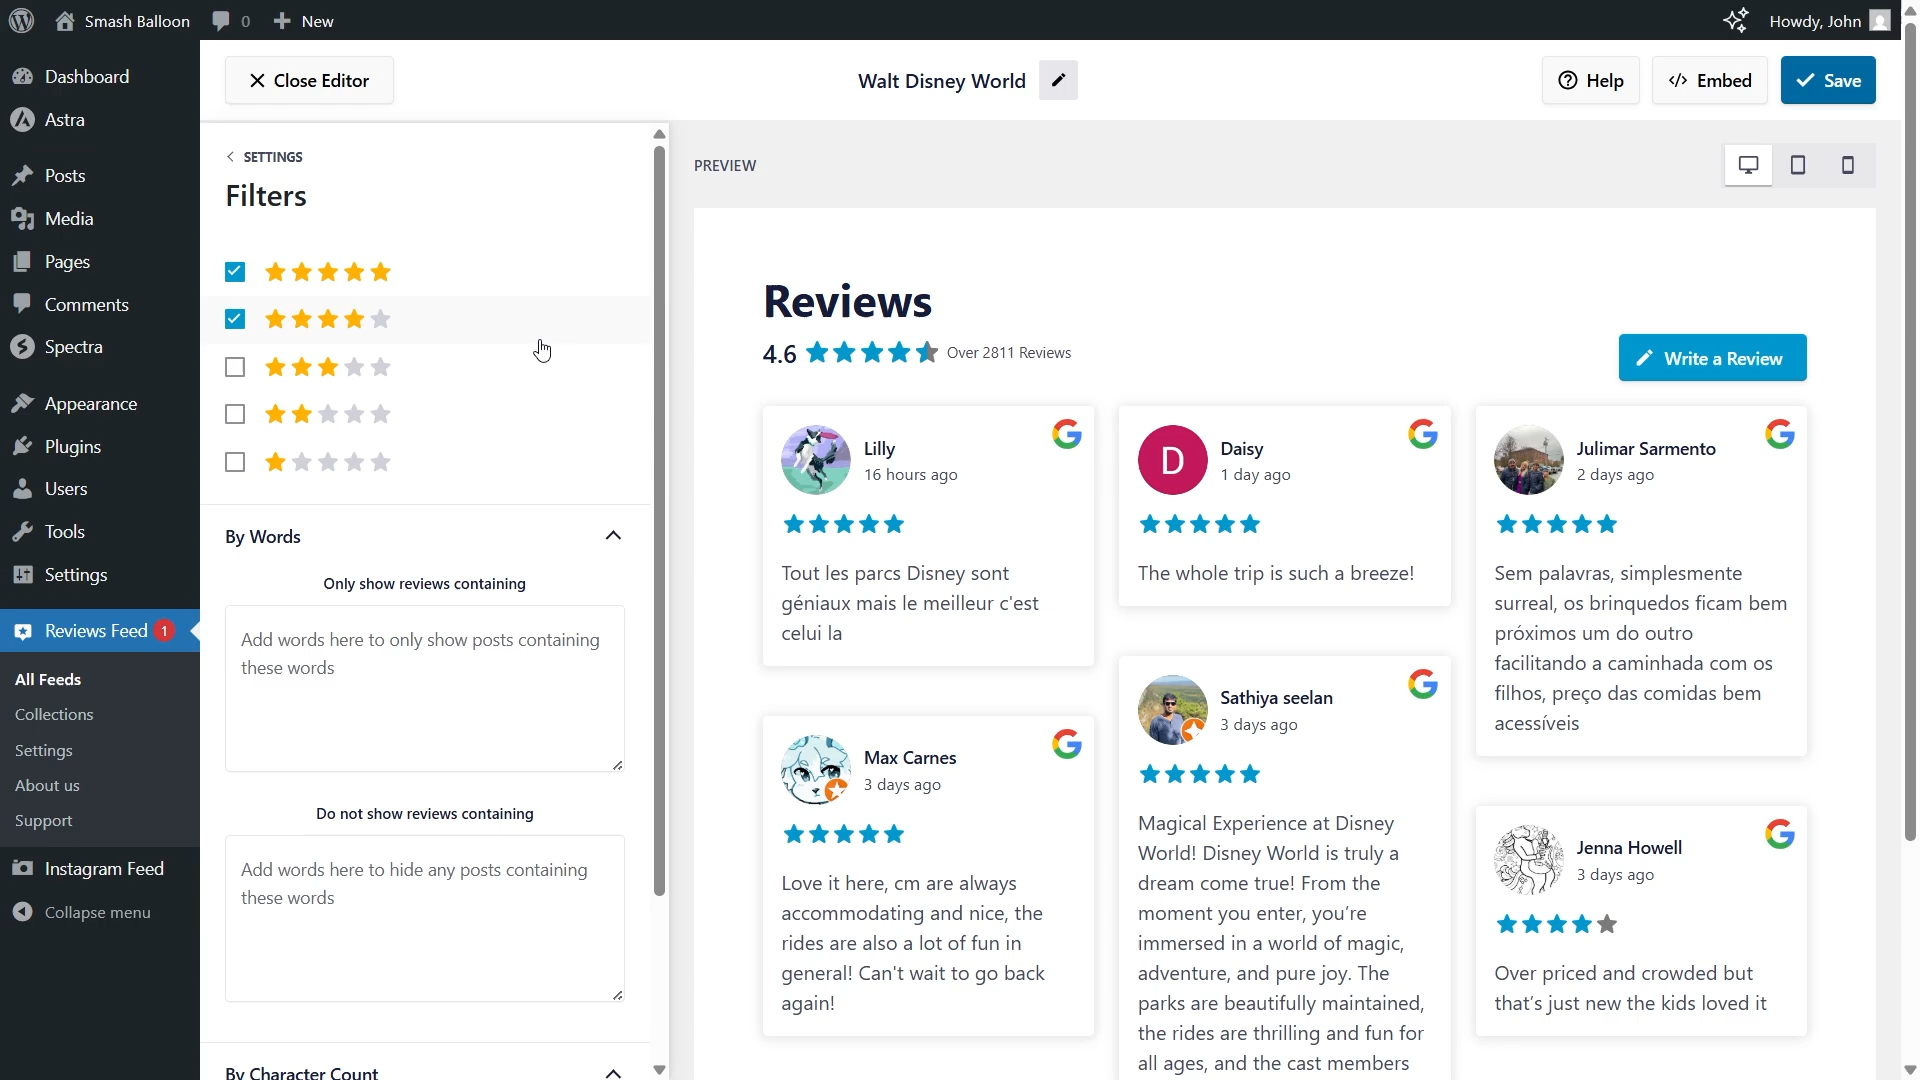 Smash Balloon
0
New
Howdy, John
Dashboard
Astra
Posts
Media
Pages
Comments
Spectra
Appearance
Plugins
Users
Tools
Settings
Reviews Feed 1
All Feeds
Collections
Settings
About us
Support
Instagram Feed
Collapse menu
Close Editor
Walt Disney World
Help
Embed
Save
SETTINGS
Filters
By Words
Only show reviews containing
Add words here to only show posts containing
these words
Do not show reviews containing
Add words here to hide any posts containing
these words
By Character Count
PREVIEW
Reviews
4.6
Over 2811 Reviews
Write a Review
Lilly
16 hours ago
Tout les parcs Disney sont
géniaux mais le meilleur c'est
celui la
Max Carnes
3 days ago
Love it here, cm are always
accommodating and nice, the
rides are also a lot of fun in
general! Can't wait to go back
again!
D
Daisy
1 day ago
The whole trip is such a breeze!
Sathiya seelan
3 days ago
Magical Experience at Disney
World! Disney World is truly a
dream come true! From the
moment you enter, you’re
immersed in a world of magic,
adventure, and pure joy. The
parks are beautifully maintained,
the rides are thrilling and fun for
all ages, and the cast members
Julimar Sarmento
2 days ago
Sem palavras, simplesmente
surreal, os brinquedos ficam bem
próximos um do outro
facilitando a caminhada com os
filhos, preço das comidas bem
acessíveis
Jenna Howell
3 days ago
Over priced and crowded but
that’s just new the kids loved it